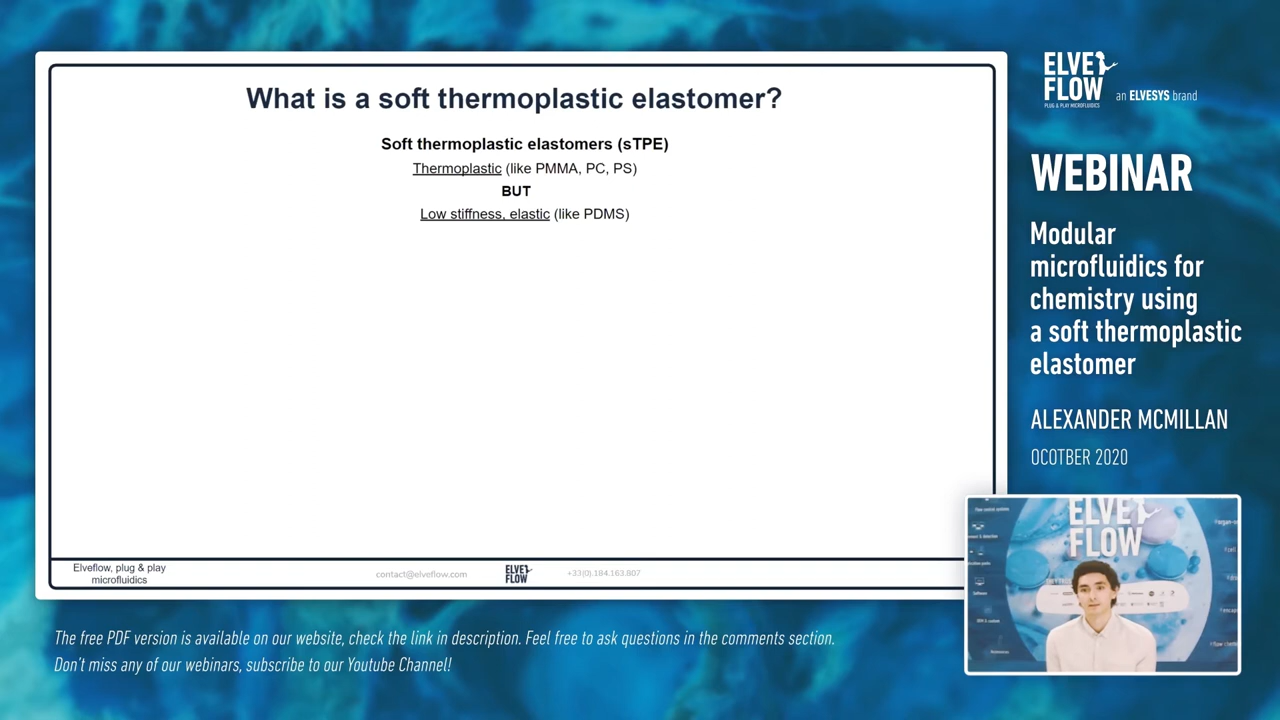 What is a soft thermoplastic elastomer?
Soft thermoplastic elastomers (sTPE)
Thermoplastic (like PMMA, PC, PS)
BUT
Low stiffness, elastic (like PDMS)
Elveflow, plug & play
microfluidics
contact@elveflow.com
ELVE
FLOW
+33(0).184.163.807
ELVE
FLOW
PLUG & PLAY MICROFLUIDICS
an ELVESYS brand
WEBINAR
Modular
microfluidics for
chemistry using
a soft thermoplastic
elastomer
ALEXANDER MCMILLAN
OCOTBER 2020
ELVE
FLOW
The free PDF version is available on our website, check the link in description. Feel free to ask questions in the comments section.
Don't miss any of our webinars, subscribe to our Youtube Channel!